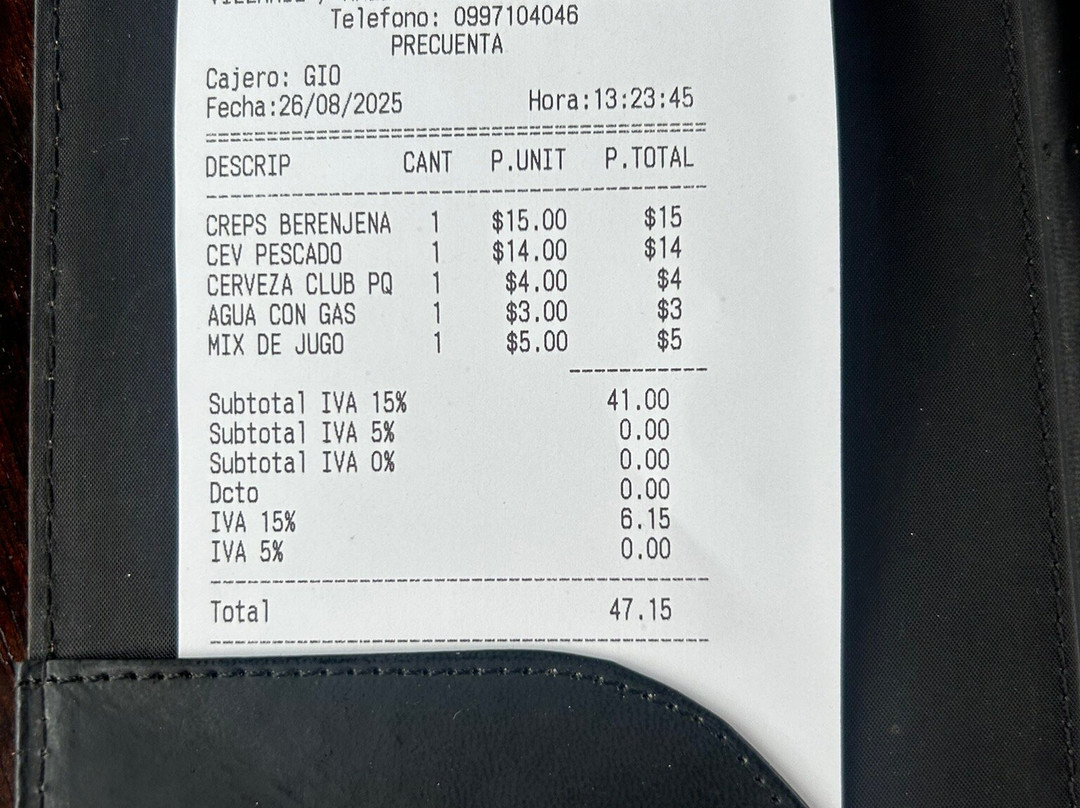 Telefono: 0997104046
PRECUENTA
Cajero: GIO
Fecha:26/08/2025 Hora:13:23:45
DESCRIP CANT P.UNIT P.TOTAL
CREPS BERENJENA 1 $15.00 $15
CEV PESCADO 1 $14.00 $14
CERVEZA CLUB PQ 1 $4.00 $4
AGUA CON GAS 1 $3.00 $3
MIX DE JUGO 1 $5.00 $5
Subtotal IVA 15% 41.00
Subtotal IVA 5% 0.00
Subtotal IVA 0% 0.00
Dcto 0.00
IVA 15% 6.15
IVA 5% 0.00
Total 47.15